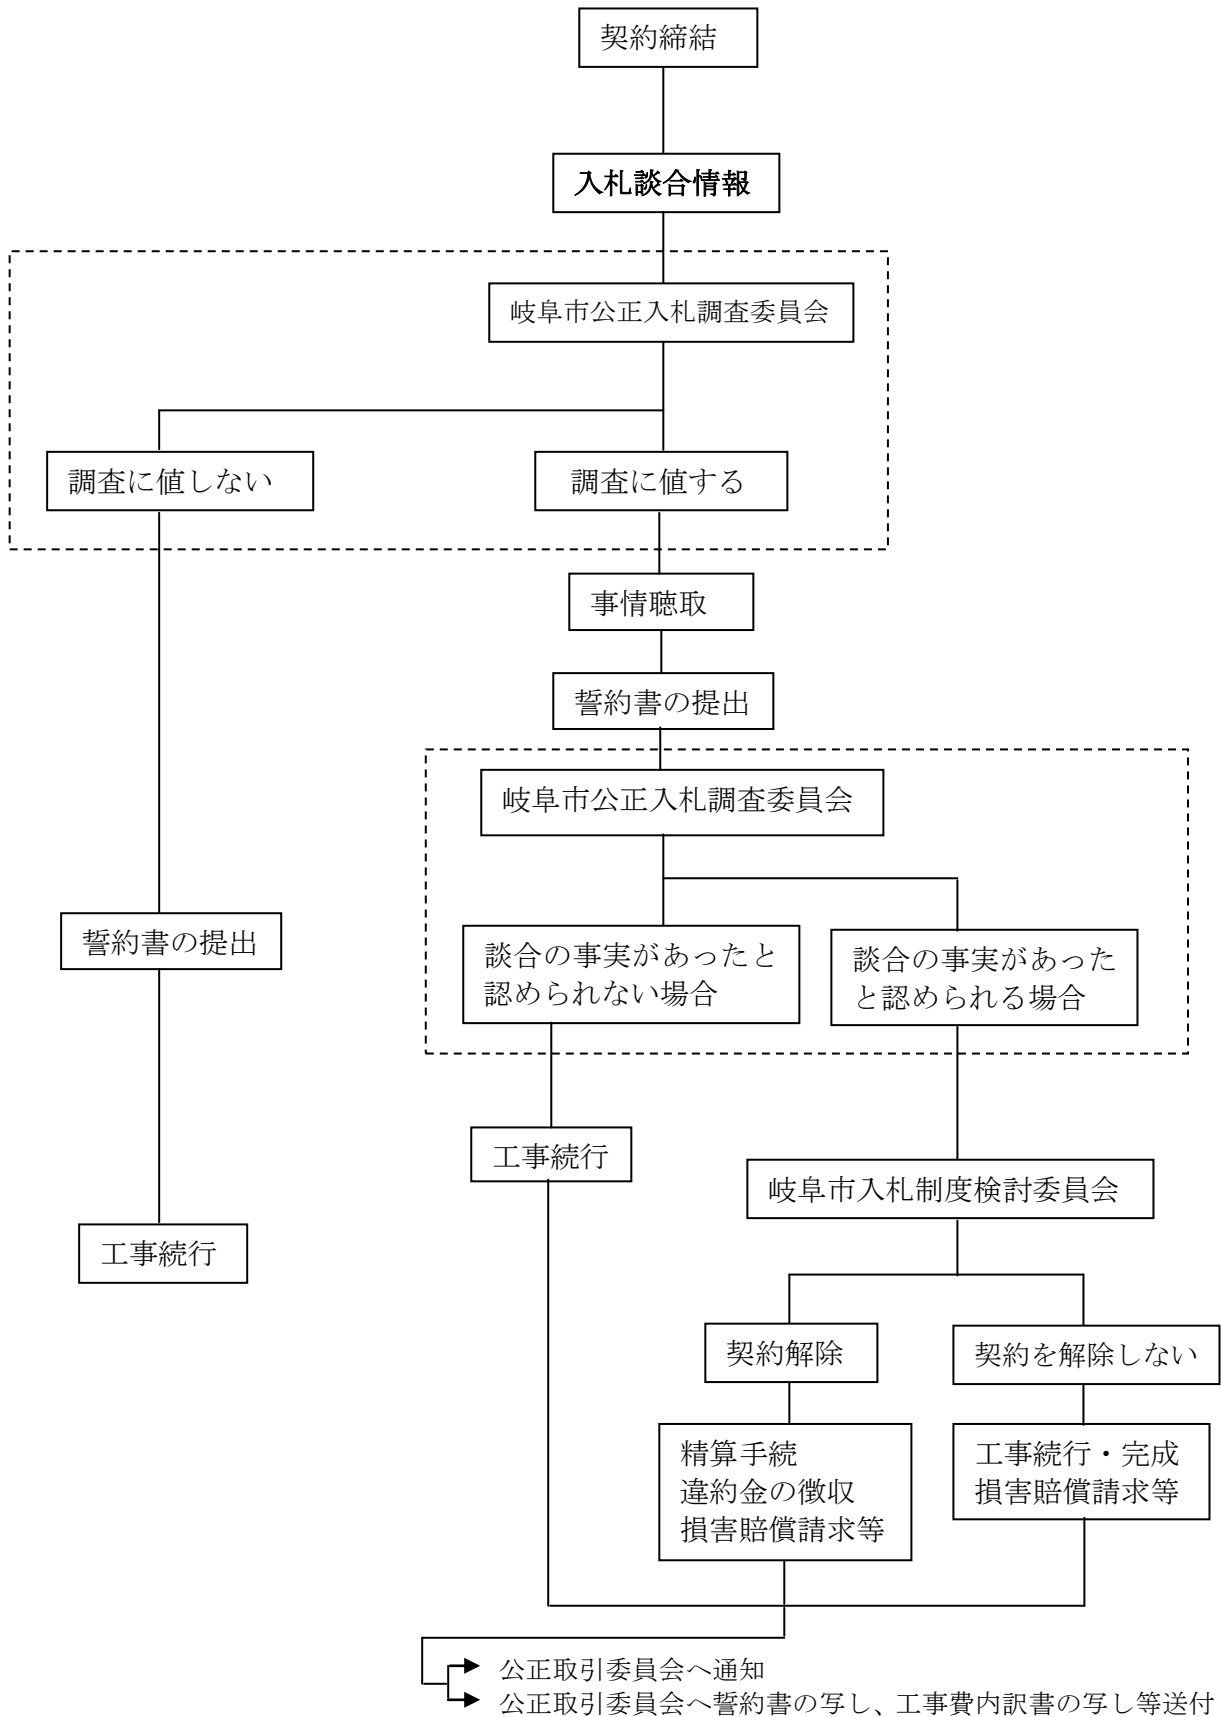 契約締結
入札談合情報
岐阜市公正入札調査委員会
調査に値しない
調査に値する
事情聴取
誓約書の提出
岐阜市公正入札調査委員会
誓約書の提出
談合の事実があったと
認められない場合
談合の事実があった
と認められる場合
工事続行
岐阜市入札制度検討委員会
工事続行
契約解除
契約を解除しない
精算手続
違約金の徴収
損害賠償請求等
工事続行・完成
損害賠償請求等
公正取引委員会へ通知
公正取引委員会へ誓約書の写し、工事費内訳書の写し等送付